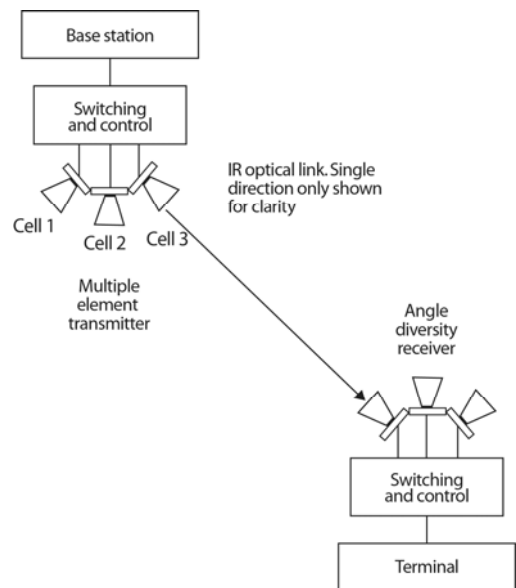 Base station
Switching
and control
IR optical link. Single
direction only shown
for clarity
Cell 1
Cell 2
Cell 3
Multiple
element
transmitter
Angle
diversity
receiver
Switching
and control
Terminal